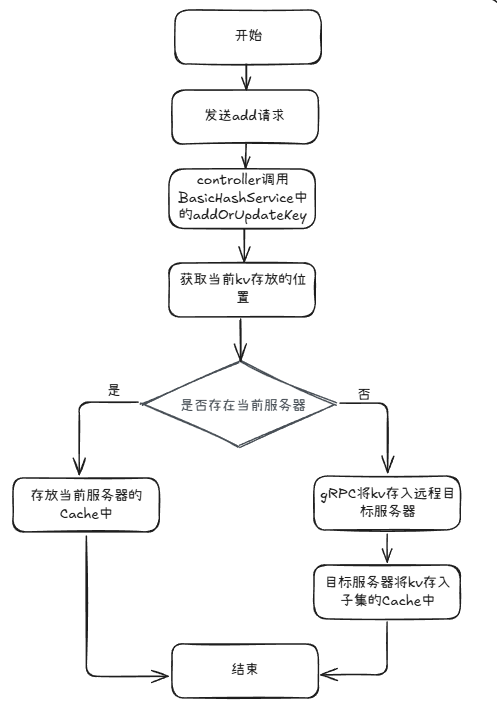 开始
发送add请求
controller调用
BasicHashService中
的addOrUpdateKey
获取当前kv存放的位
置
是否存在当前服务器
是
否
存放当前服务器的
Cache中
gRPC将kv存入远程目
标服务器
目标服务器将kv存入
子集的Cache中
结束